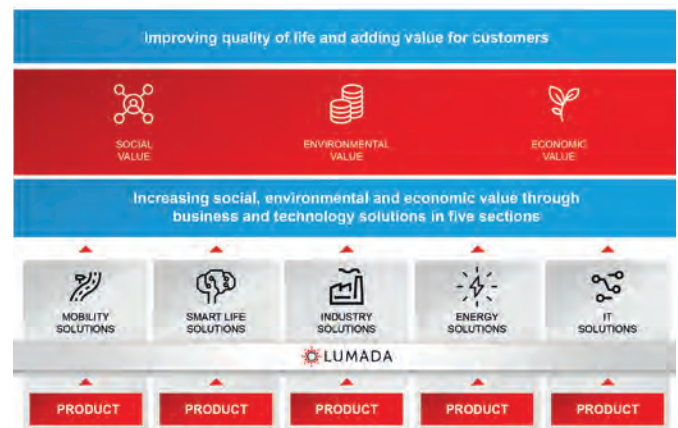 Improving quality of life and adding value for customers
SOCIAL
VALUE
ENVIRONMENTAL
VALUE
ECONOMIC
VALUE
Increasing social, environmental and economic value through
business and technology solutions in five sections
MOBILITY
SOLUTIONS
SMART LIFE
SOLUTIONS
INDUSTRY
SOLUTIONS
ENERGY
SOLUTIONS
IT
SOLUTIONS
LUMADA
PRODUCT
PRODUCT
PRODUCT
PRODUCT
PRODUCT